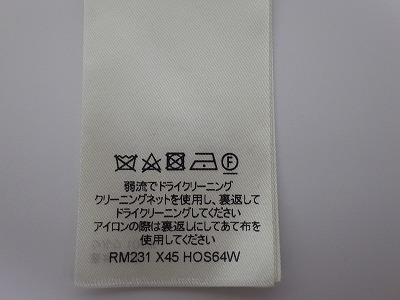 F
弱流でドライクリーニング
クリーニングネットを使用し、裏返して
ドライクリーニングしてください
アイロンの際は裏返しにしてあて布を
使用してください
RM231 X45 HOS64W